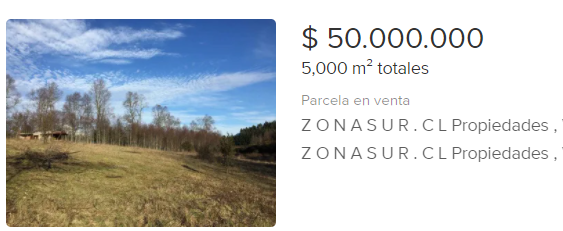 $ 50.000.000
5,000 m² totales
Parcela en venta
Z O N A S U R . C L Propiedades ,
Z O N A S U R . C L Propiedades ,